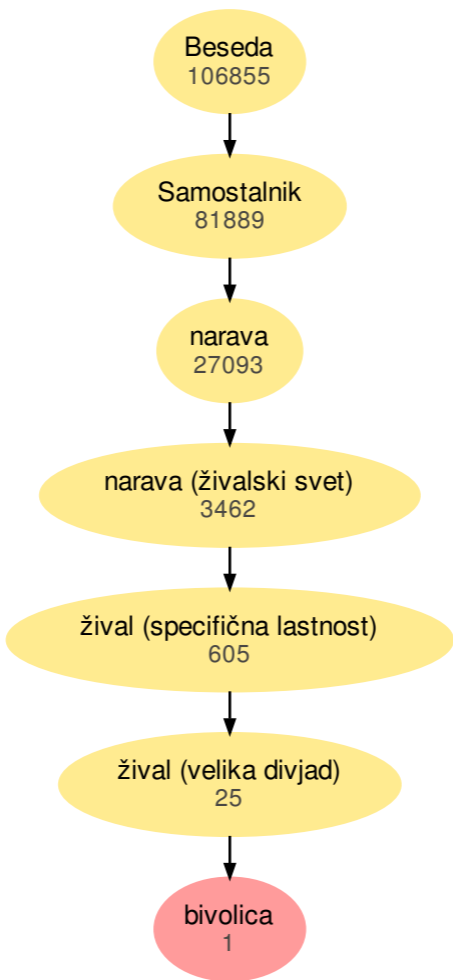 Beseda
106855
Samostalnik
81889
narava
27093
narava (živalski svet)
3462
žival (specifična lastnost)
605
žival (velika divjad)
25
bivolica
1